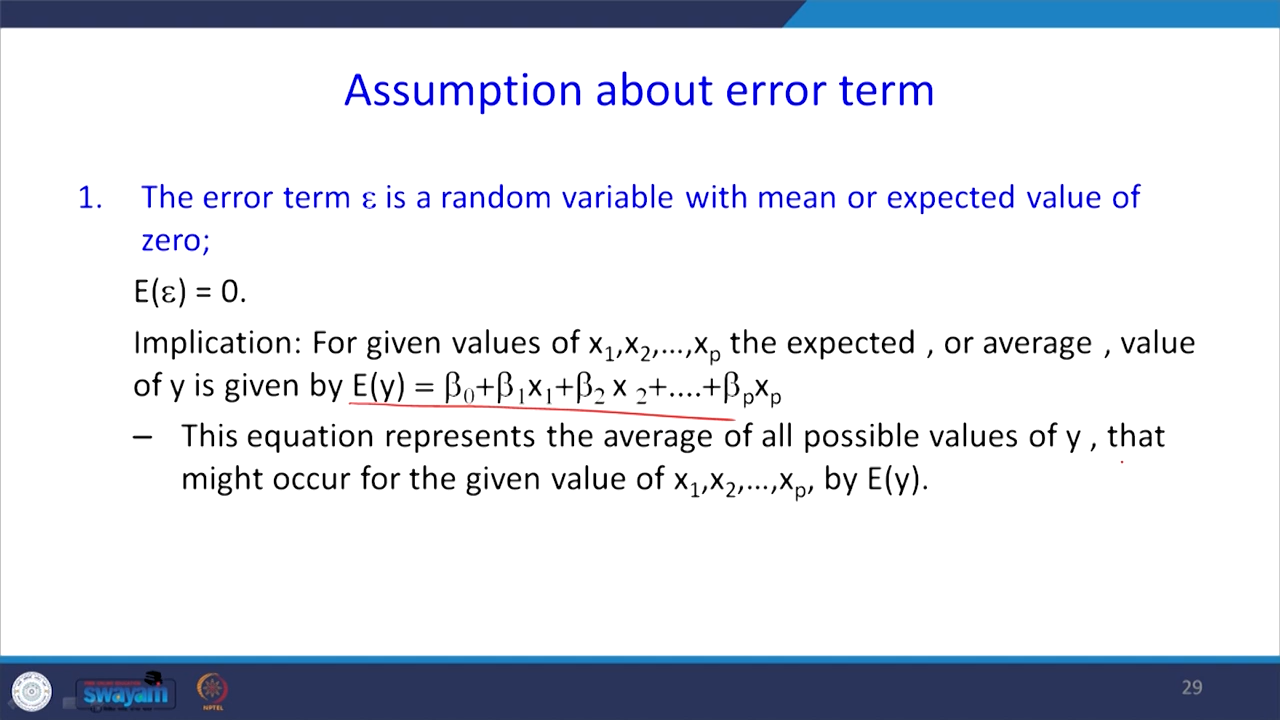 Assumption about error term
1. The error term ε is a random variable with mean or expected value of
zero;
E(ε) = 0.
Implication: For given values of x₁,x₂,...,xₚ the expected , or average , value
of y is given by E(y) = β₀+β₁x₁+β₂ x ₂+....+βₚxₚ
– This equation represents the average of all possible values of y , that
might occur for the given value of x₁,x₂,...,xₚ, by E(y).
swayam
NPTEL
29